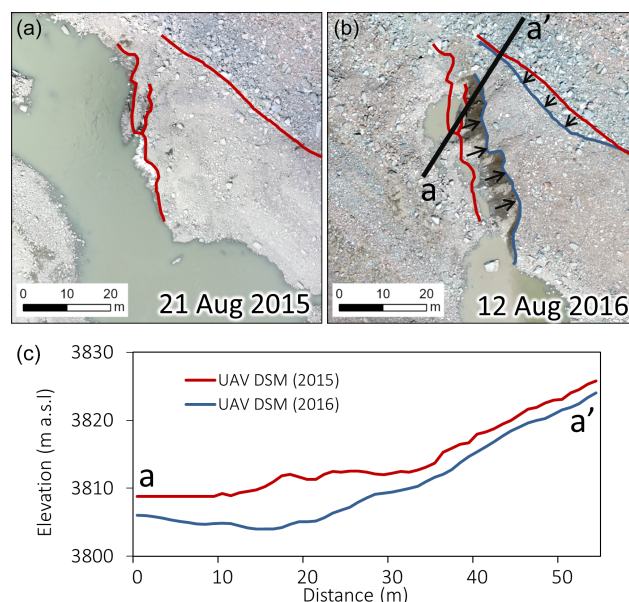 (a)
0 10 20
m
21 Aug 2015
(b)
a'
a
0 10 20
m
12 Aug 2016
(c)
Elevation (m a.s.l)
3830
3820
3810
3800
UAV DSM (2015)
UAV DSM (2016)
a
a'
0 10 20 30 40 50
Distance (m)